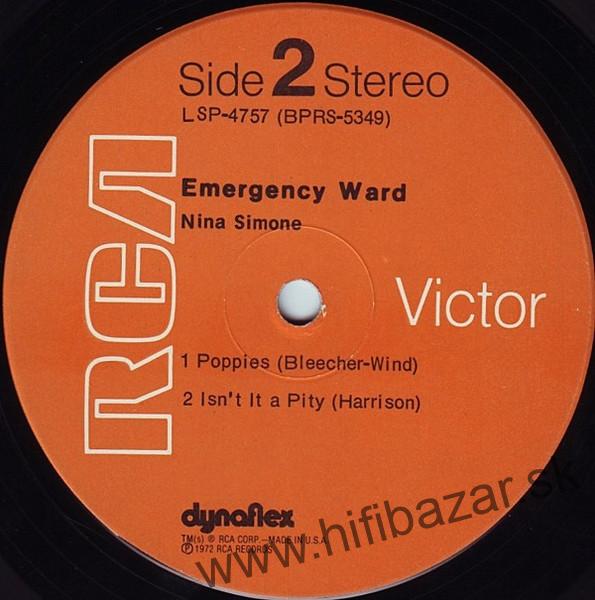 Side 2 Stereo
LSP-4757 (BPRS-5349)
RCA
Emergency Ward
Nina Simone
Victor
1 Poppies (Bleecher-Wind)
2 Isn't It a Pity (Harrison)
dynaflex
TM(s) ® RCA CORP.—MADE IN U.S.A.
℗ 1972 RCA RECORDS
www.hifibazar.sk